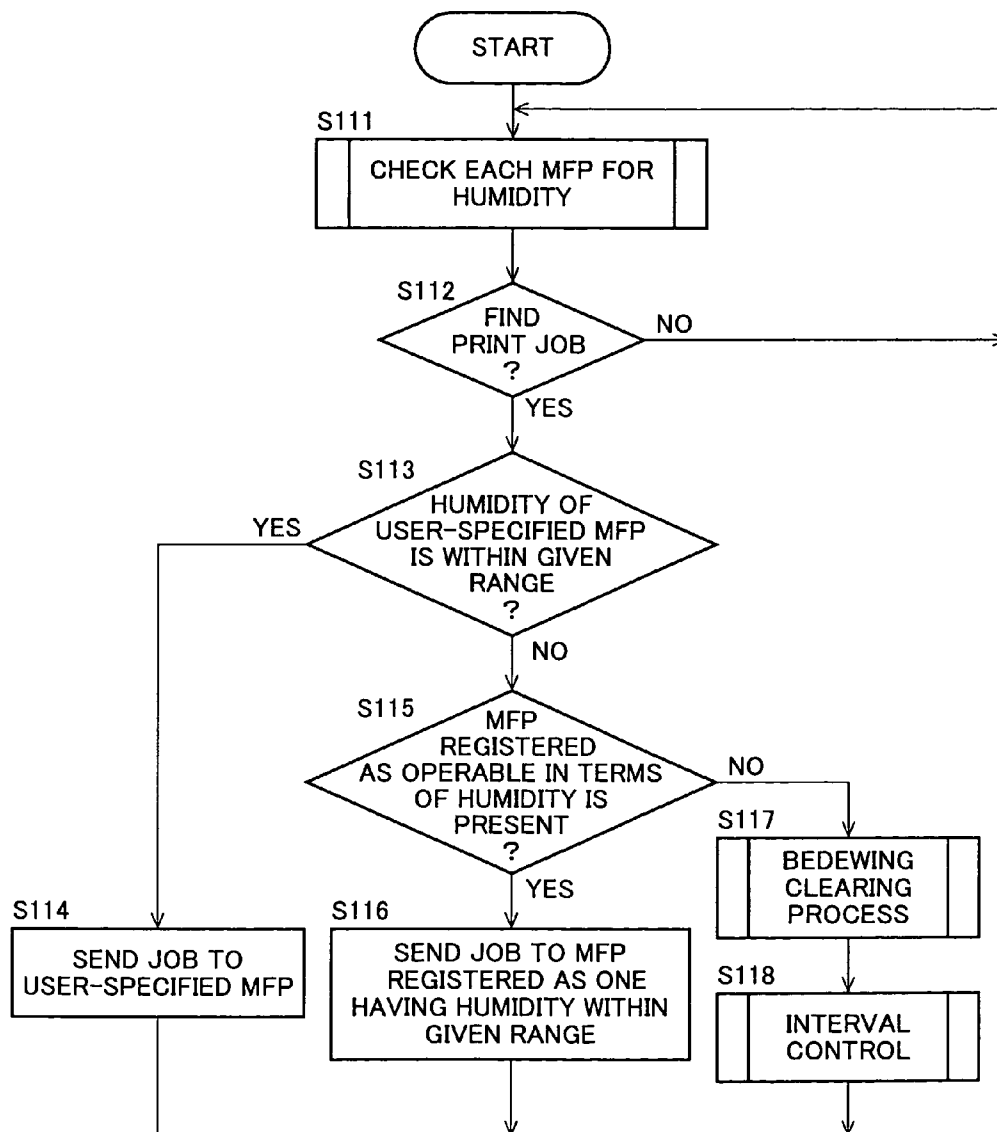 START
S111
CHECK EACH MFP FOR
HUMIDITY
S112
FIND
PRINT JOB
?
NO
YES
S113
HUMIDITY OF
USER-SPECIFIED MFP
IS WITHIN GIVEN
RANGE
?
YES
NO
S115
MFP
REGISTERED
AS OPERABLE IN TERMS
OF HUMIDITY IS
PRESENT
?
NO
YES
S117
BEDEWING
CLEARING
PROCESS
S114
SEND JOB TO
USER-SPECIFIED MFP
S116
SEND JOB TO MFP
REGISTERED AS ONE
HAVING HUMIDITY WITHIN
GIVEN RANGE
S118
INTERVAL
CONTROL